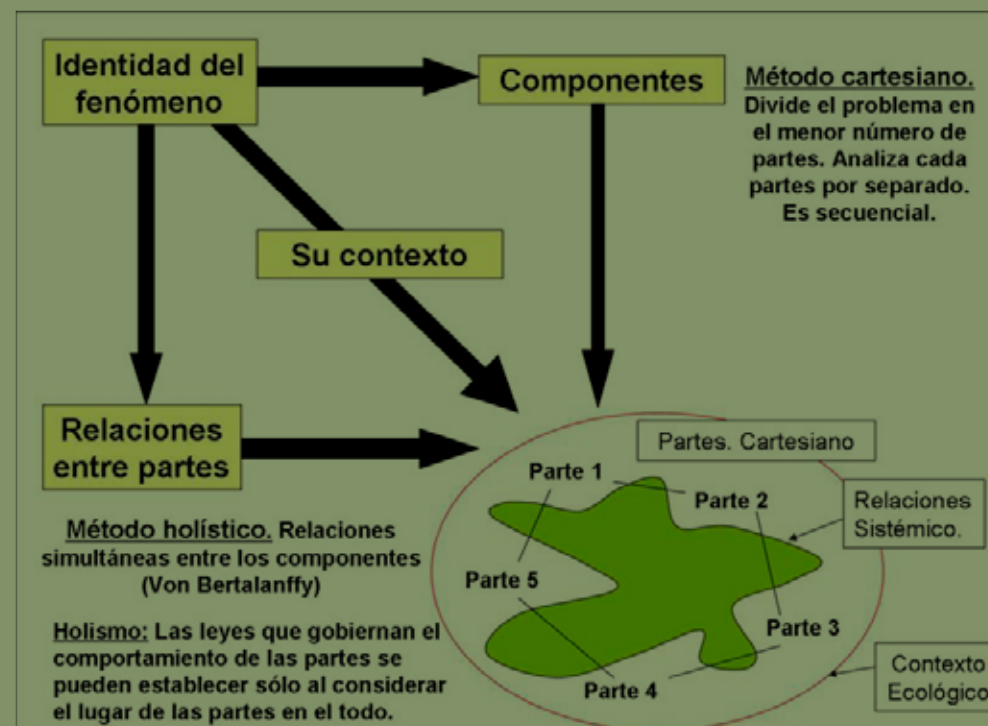 Identidad del
fenómeno
Componentes
Método cartesiano.
Divide el problema en
el menor número de
partes. Analiza cada
partes por separado.
Es secuencial.
Su contexto
Relaciones
entre partes
Partes. Cartesiano
Parte 1
Parte 2
Relaciones
Sistémico.
Método holístico. Relaciones
simultáneas entre los componentes
(Von Bertalanffy)
Parte 5
Parte 3
Holismo: Las leyes que gobiernan el
comportamiento de las partes se
pueden establecer sólo al considerar
el lugar de las partes en el todo.
Parte 4
Contexto
Ecológico